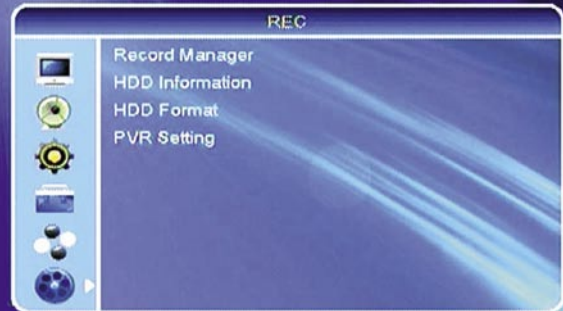 REC
Record Manager
HDD Information
HDD Format
PVR Setting